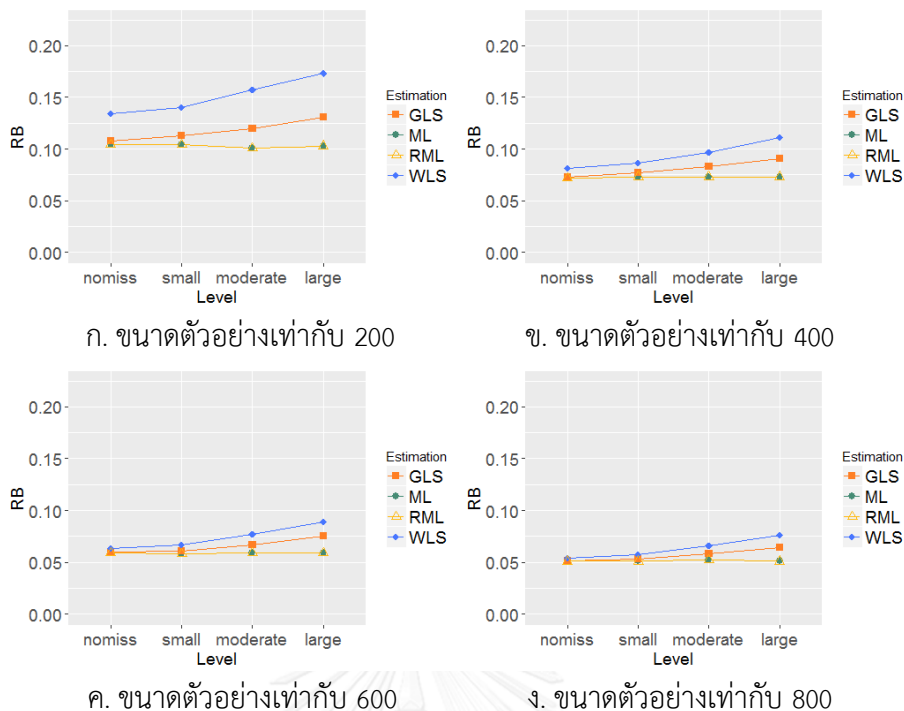 0.20
0.15
0.10
0.05
0.00
RB
nomiss small moderate large
Level
Estimation
GLS
ML
RML
WLS
ก. ขนาดตัวอย่างเท่ากับ 200
0.20
0.15
0.10
0.05
0.00
RB
nomiss small moderate large
Level
Estimation
GLS
ML
RML
WLS
ข. ขนาดตัวอย่างเท่ากับ 400
0.20
0.15
0.10
0.05
0.00
RB
nomiss small moderate large
Level
Estimation
GLS
ML
RML
WLS
ค. ขนาดตัวอย่างเท่ากับ 600
0.20
0.15
0.10
0.05
0.00
RB
nomiss small moderate large
Level
Estimation
GLS
ML
RML
WLS
ง. ขนาดตัวอย่างเท่ากับ 800